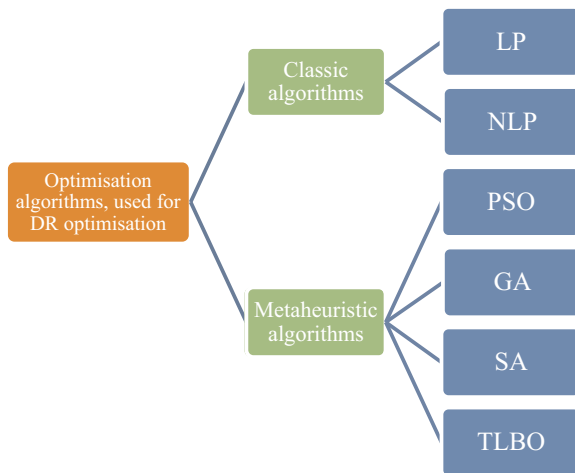 Optimisation
algorithms, used for
DR optimisation
Classic
algorithms
Metaheuristic
algorithms
LP
NLP
PSO
GA
SA
TLBO